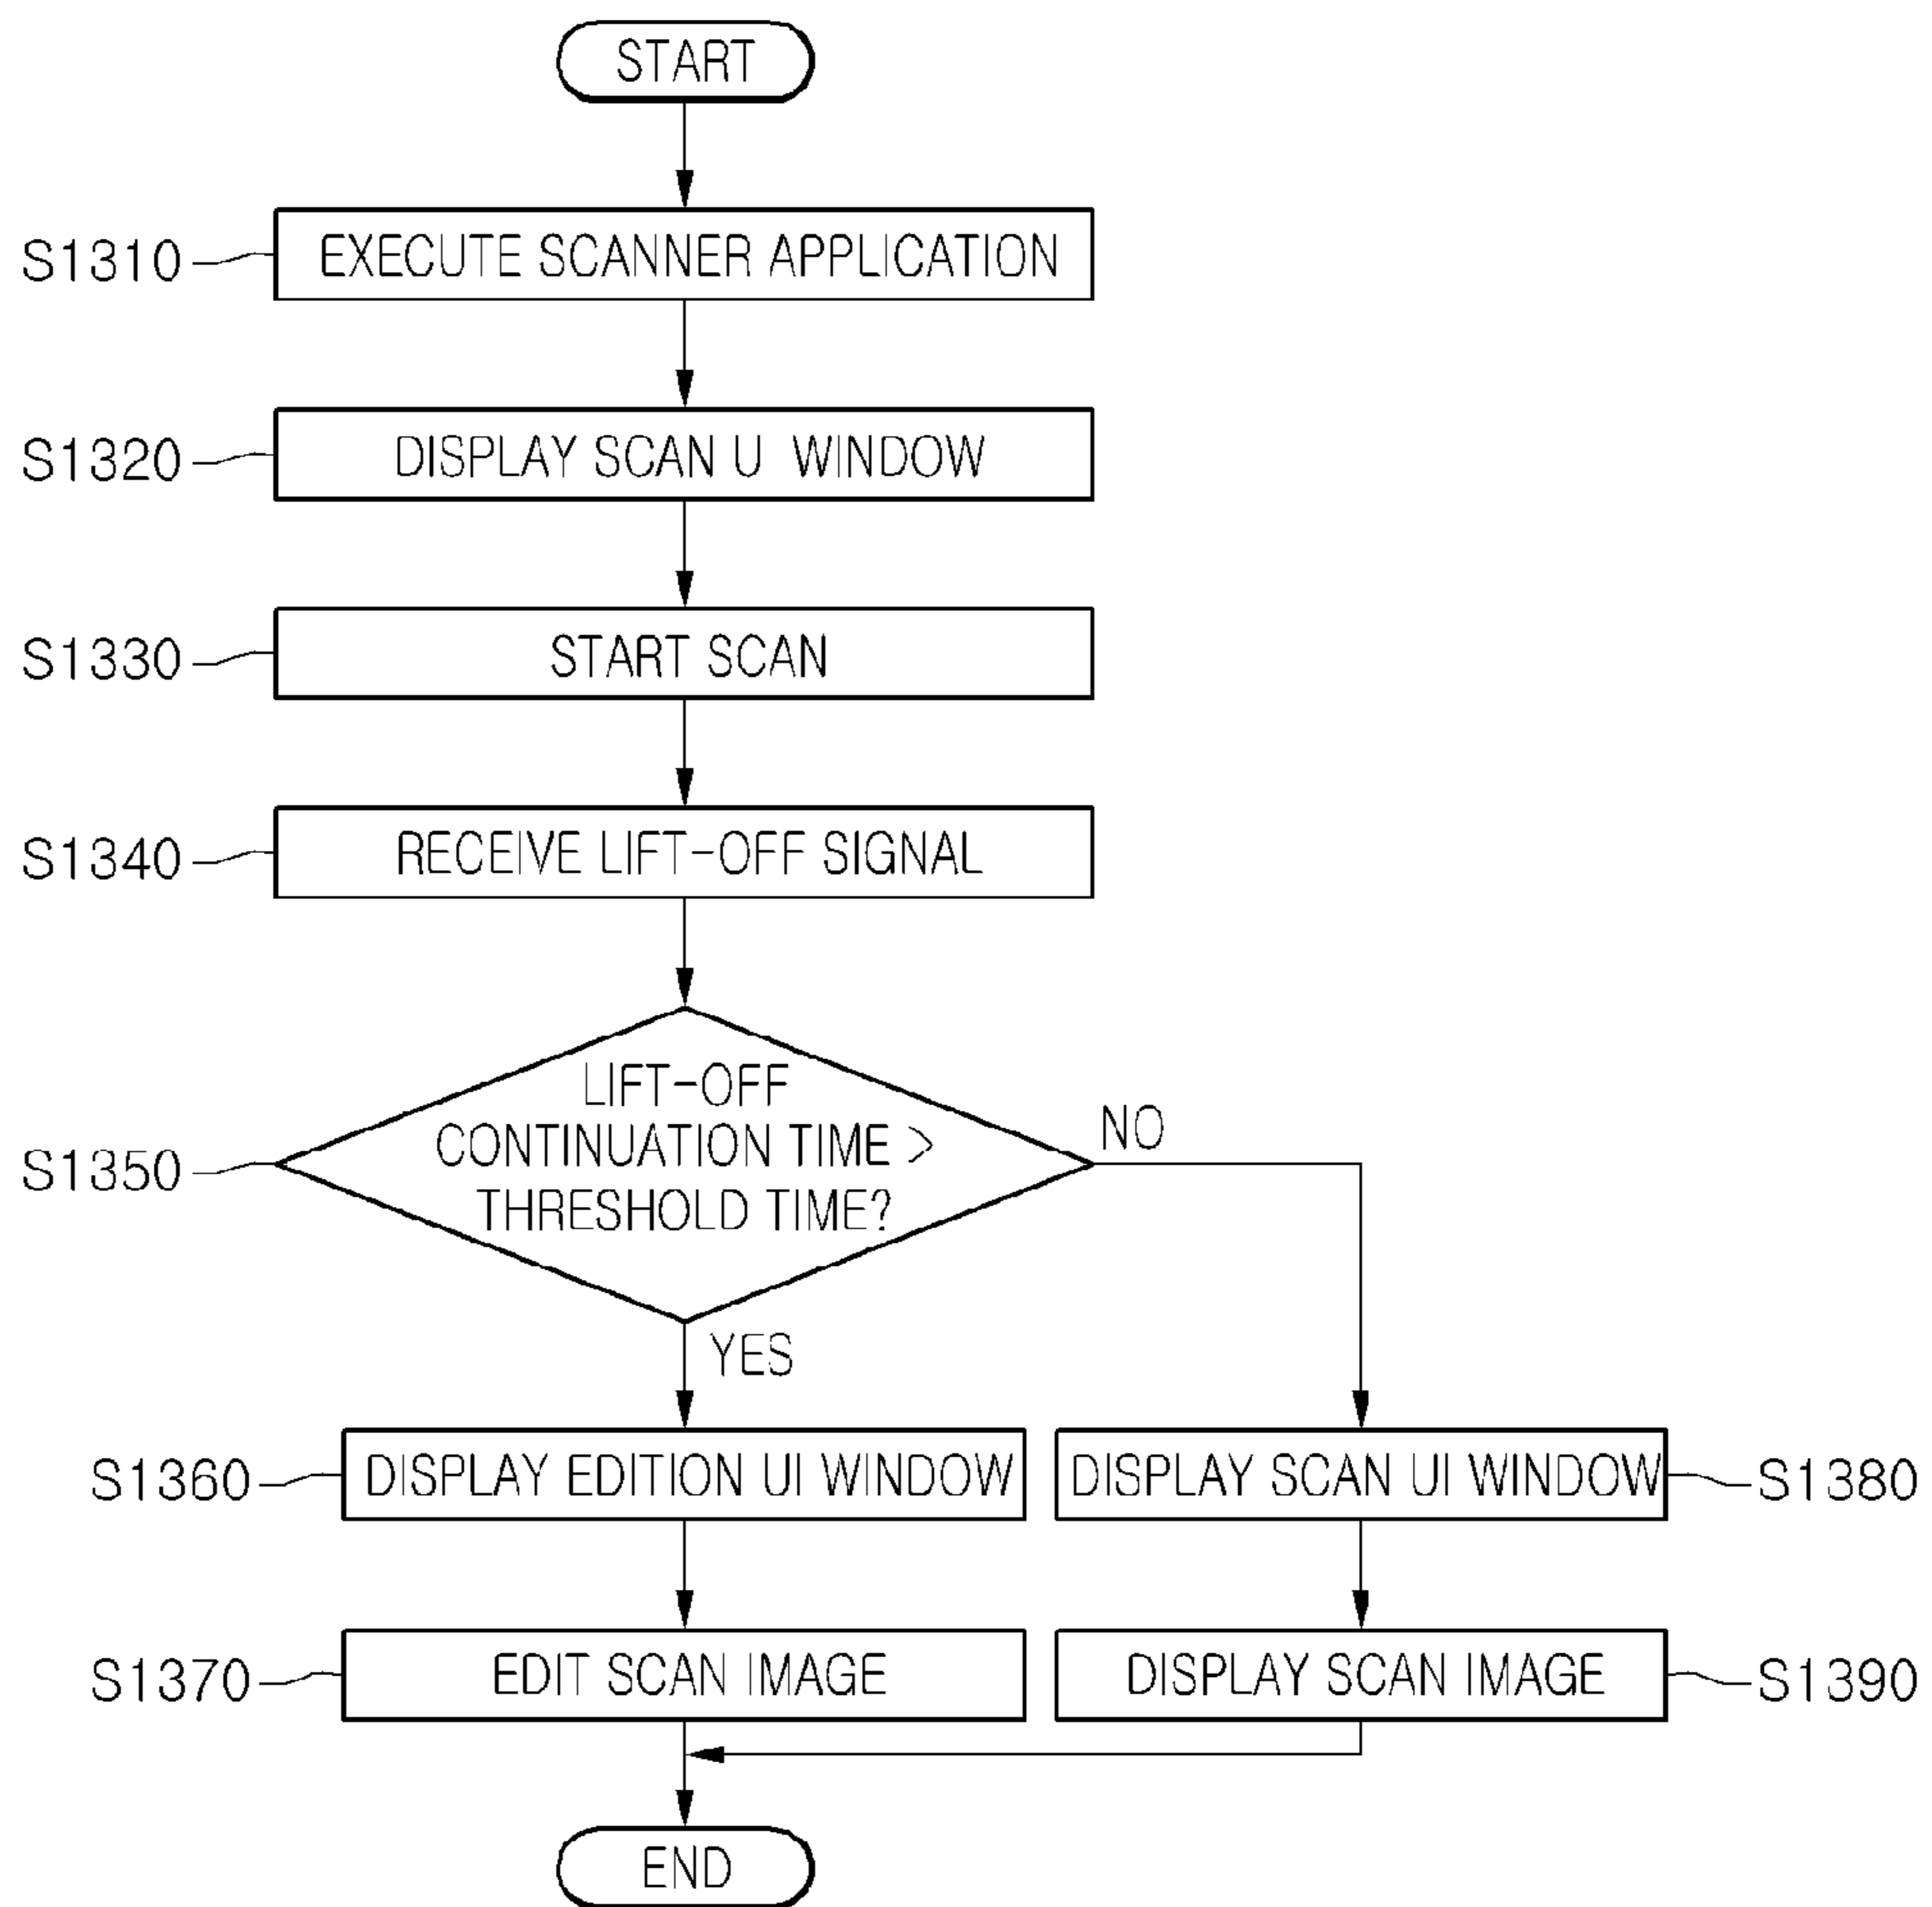 START
S1310
EXECUTE SCANNER APPLICATION
S1320
DISPLAY SCAN U WINDOW
S1330
START SCAN
S1340
RECEIVE LIFT-OFF SIGNAL
S1350
LIFT-OFF
CONTINUATION TIME >
THRESHOLD TIME?
NO
YES
S1360
DISPLAY EDITION UI WINDOW
DISPLAY SCAN UI WINDOW
S1380
S1370
EDIT SCAN IMAGE
DISPLAY SCAN IMAGE
S1390
END